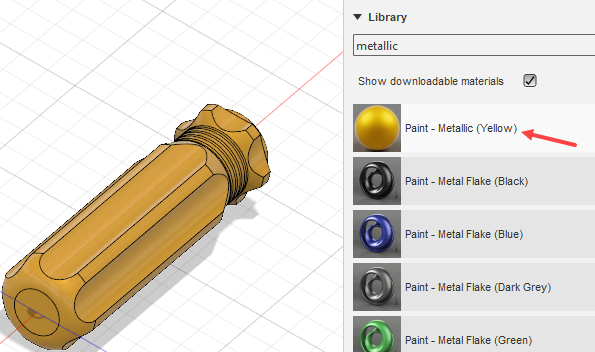 Library
metallic
Show downloadable materials
Paint - Metallic (Yellow)
Paint - Metal Flake (Black)
Paint - Metal Flake (Blue)
Paint - Metal Flake (Dark Grey)
Paint - Metal Flake (Green)